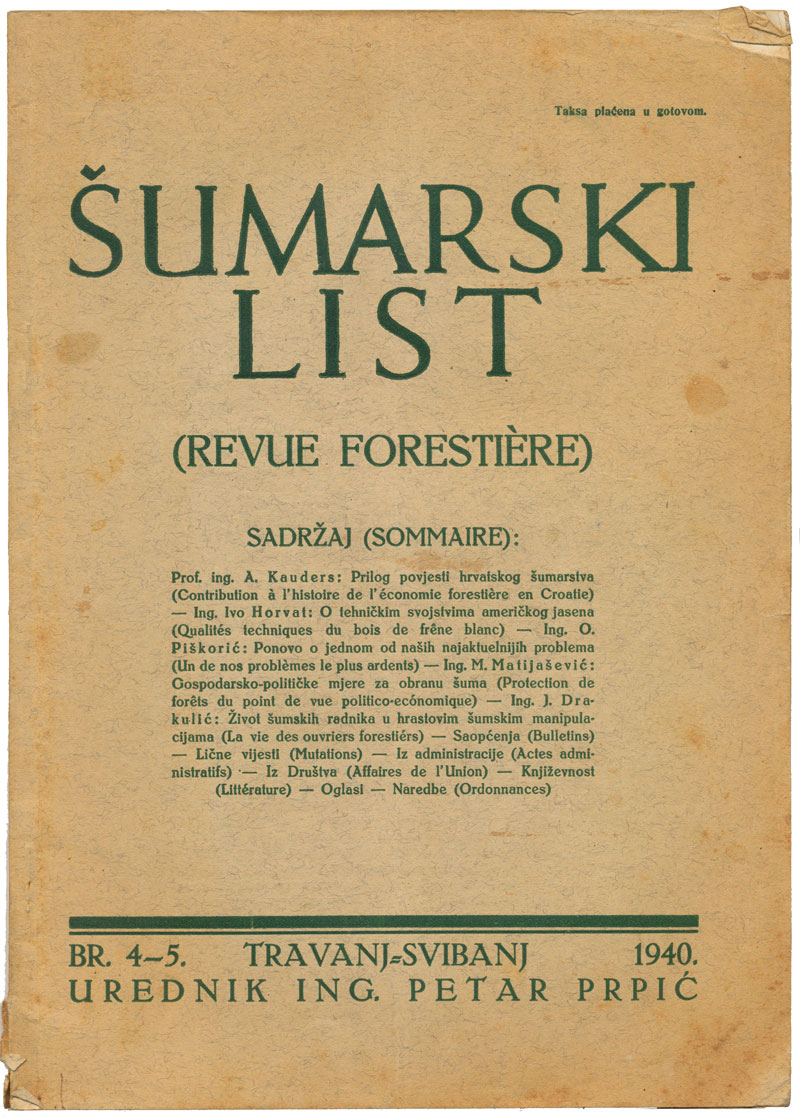 Taksa plaćena u gotovom.
ŠUMARSKI
LIST
(REVUE FORESTIÈRE)
SADRŽAJ (SOMMAIRE):
Prof. ing. A. Kauders: Prilog povjesti hrvatskog šumarstva
(Contribution à l'histoire de l'économie forestière en Croatie)
— Ing. Ivo Horvat: O tehničkim svojstvima američkog jasena
(Qualités techniques du bois de frêne blanc) — Ing. O.
Piškorić: Ponovo o jednom od naših najaktuelnijih problema
(Un de nos problèmes le plus ardents) — Ing. M. Matijašević:
Gospodarsko-političke mjere za obranu šuma (Protection de
forêts du point de vue politico-ecónomique) — Ing. J. Dra-
kulić: Život šumskih radnika u hrastovim šumskim manipula-
cijama (La vie des ouvriers forestiérs) — Saopćenja (Bulletins)
— Lične vijesti (Mutations) — Iz administracije (Actes admi-
nistratifs) — Iz Društva (Affaires de l'Union) — Književnost
(Littérature) — Oglasi — Naredbe (Ordonnances)
BR. 4–5. TRAVANJ=SVIBANJ 1940.
UREDNIK ING. PETAR PRPIĆ